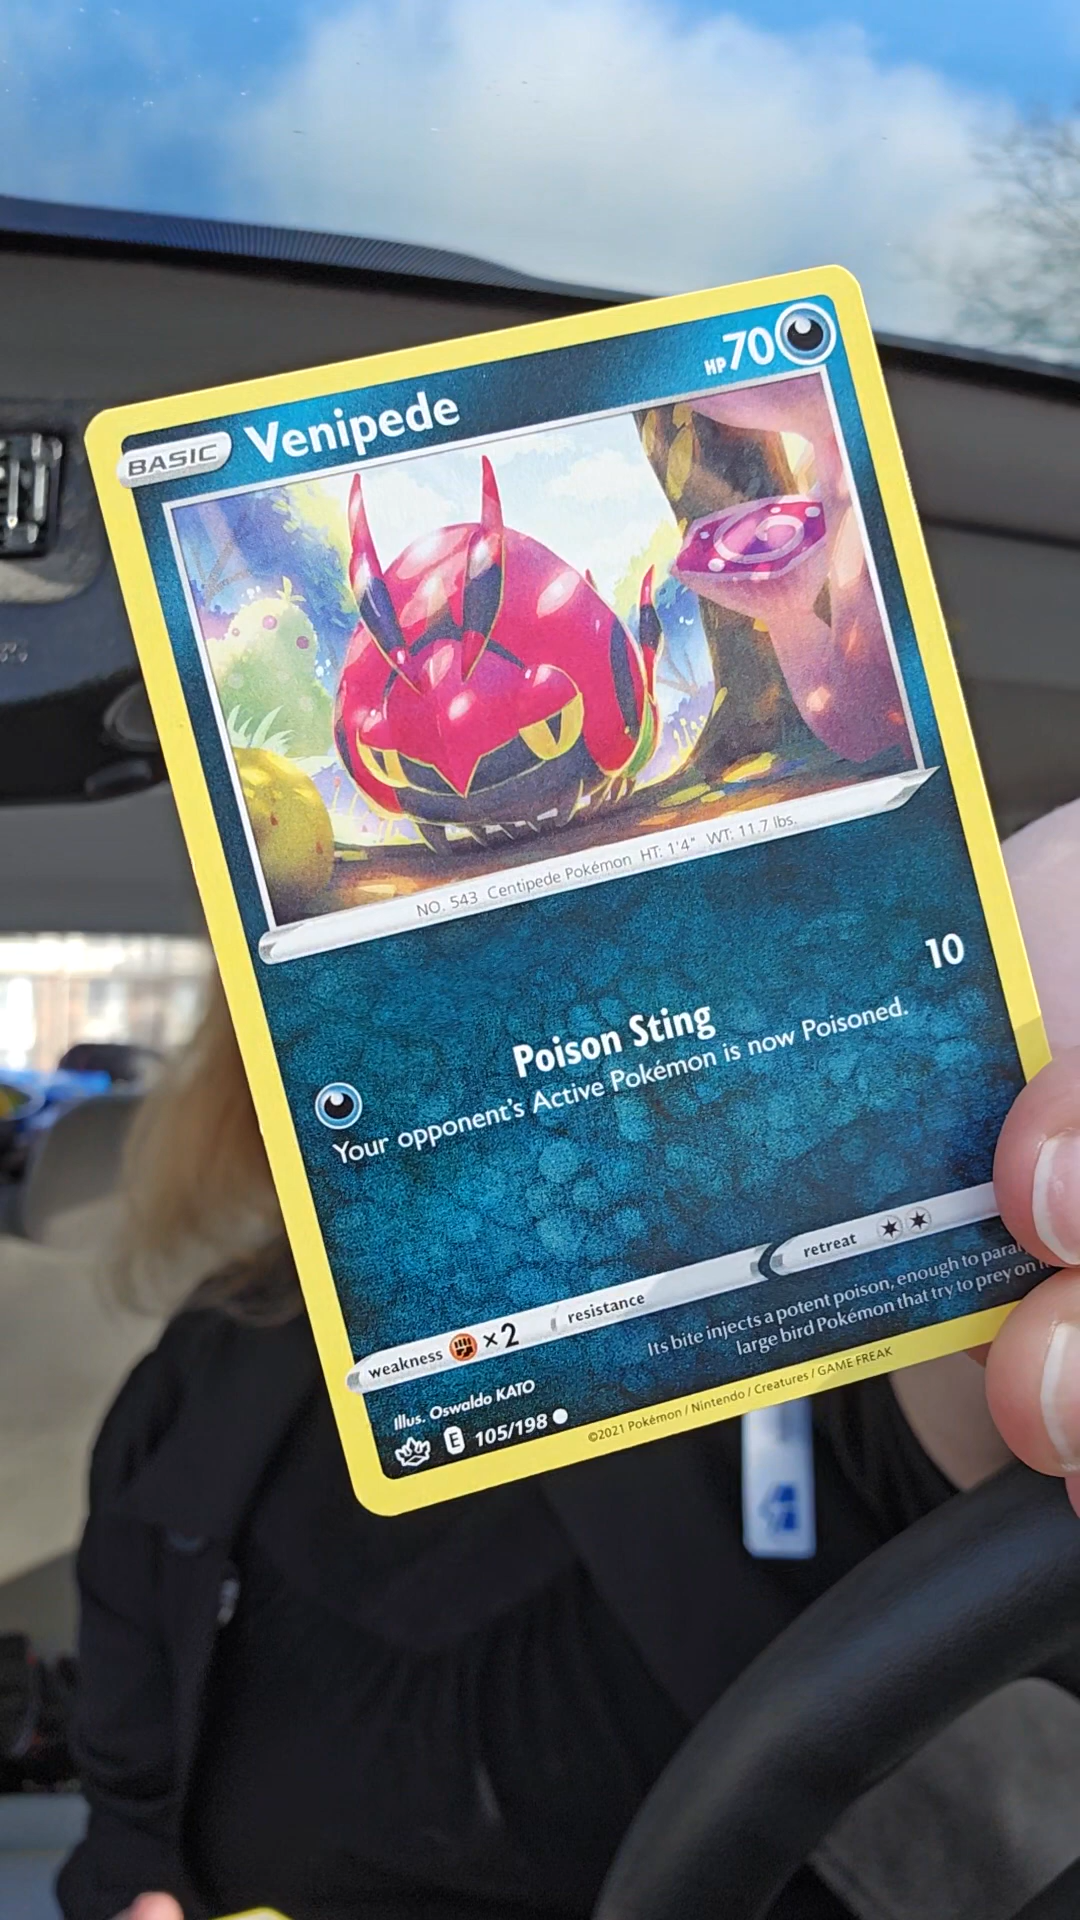 BASIC Venipede HP 70
NO. 543 Centipede Pokémon HT: 1'4" WT: 11.7 lbs.
Poison Sting 10
Your opponent's Active Pokémon is now Poisoned.
weakness ×2 resistance retreat
Its bite injects a potent poison, enough to
large bird Pokémon that try to prey on
Illus. Oswaldo KATO
E 105/198
©2021 Pokémon / Nintendo / Creatures / GAME FREAK